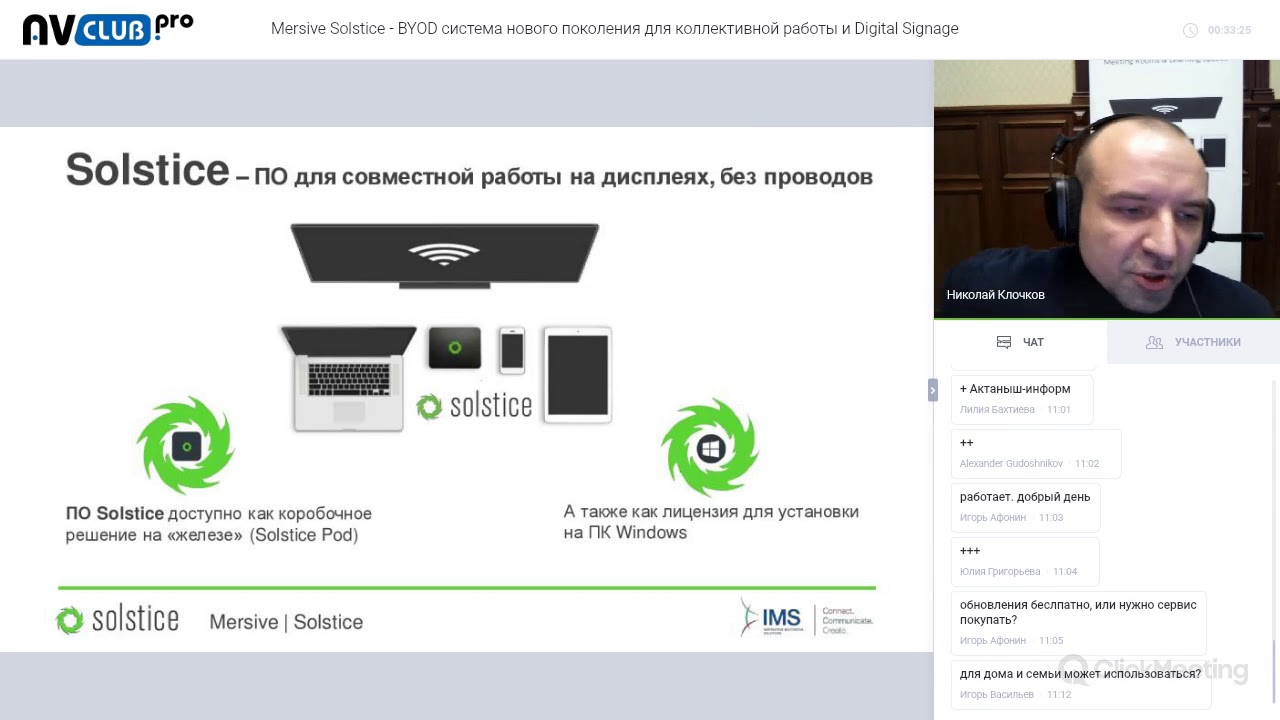 AVCLUB.pro
Mersive Solstice - BYOD система нового поколения для коллективной работы и Digital Signage
00:33:25
Solstice – ПО для совместной работы на дисплеях, без проводов
solstice
ПО Solstice доступно как коробочное
решение на «железе» (Solstice Pod)
А также как лицензия для установки
на ПК Windows
solstice
Mersive | Solstice
IMS
Connect.
Communicate.
Create.
Meeting Rooms & Learning Spaces
Николай Клочков
ЧАТ
УЧАСТНИКИ
+ Актаныш-информ
Лилия Бахтиева 11:01
++
Alexander Gudoshnikov 11:02
работает. добрый день
Игорь Афонин 11:03
+++
Юлия Григорьева 11:04
обновления беслпатно, или нужно сервис
покупать?
Игорь Афонин 11:05
для дома и семьи может использоваться?
Игорь Васильев 11:12
ClickMeeting